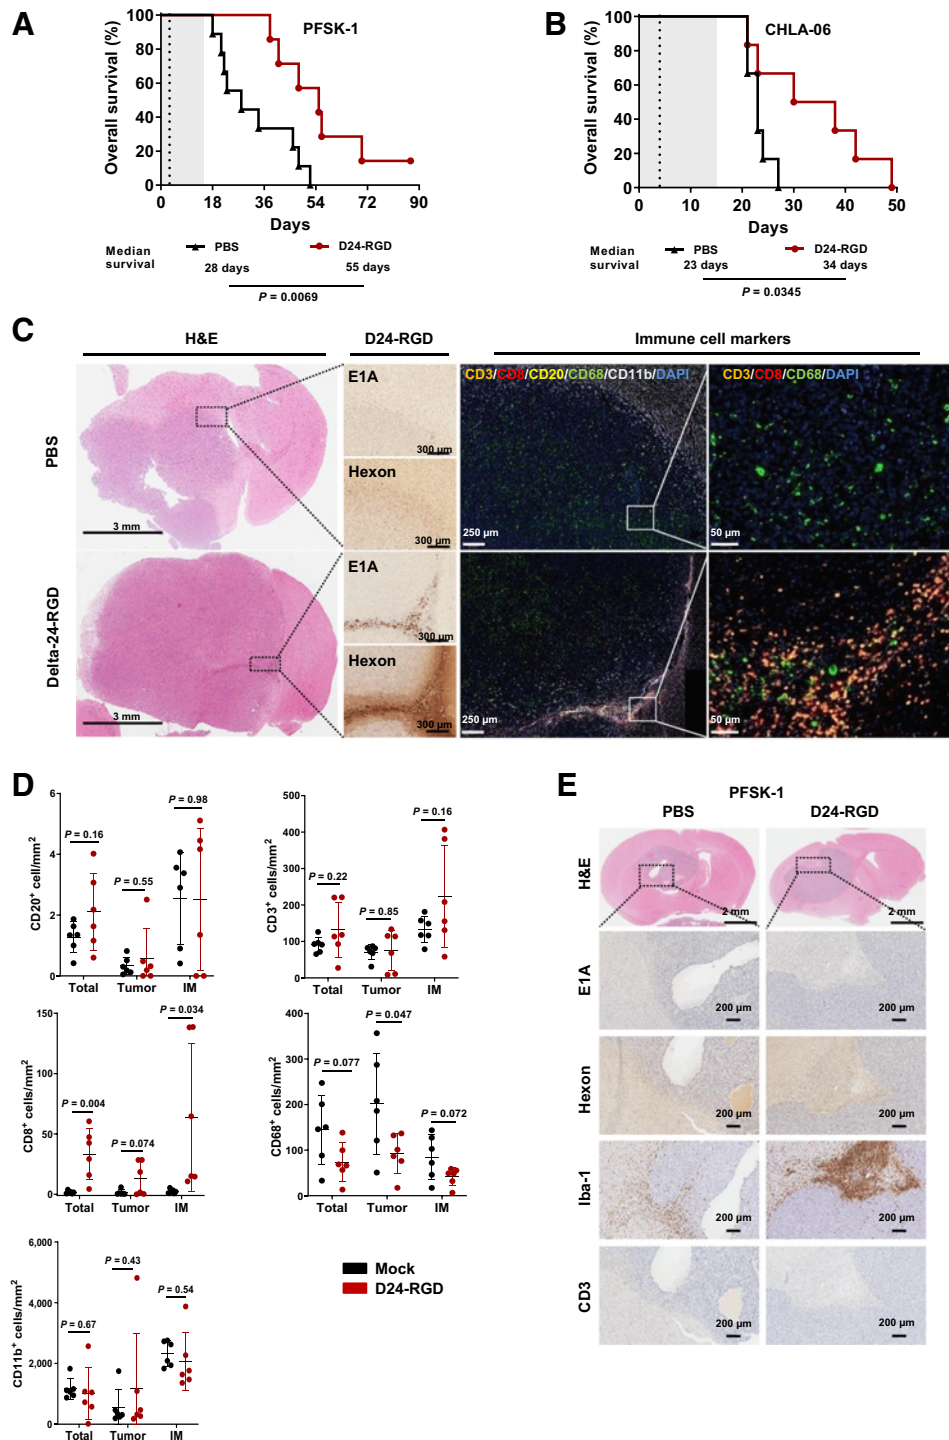 A
PFSK-1
Overall survival (%)
100
80
60
40
20
0
0 18 36 54 72 90
Days
Median survival
PBS
D24-RGD
28 days
55 days
P = 0.0069
B
CHLA-06
Overall survival (%)
100
80
60
40
20
0
0 10 20 30 40 50
Days
Median survival
PBS
D24-RGD
23 days
34 days
P = 0.0345
C
H&E
D24-RGD
Immune cell markers
PBS
3 mm
E1A
300 µm
Hexon
300 µm
CD3/CD8/CD20/CD68/CD11b/DAPI
250 µm
CD3/CD8/CD68/DAPI
50 µm
Delta-24-RGD
3 mm
E1A
300 µm
Hexon
300 µm
250 µm
50 µm
D
CD20+ cell/mm2
6
4
2
0
P = 0.16
P = 0.55
P = 0.98
Total Tumor IM
CD3+ cells/mm2
500
400
300
200
100
0
P = 0.22
P = 0.85
P = 0.16
Total Tumor IM
CD8+ cells/mm2
150
100
50
0
P = 0.004
P = 0.074
P = 0.034
Total Tumor IM
CD68+ cells/mm2
400
300
200
100
0
P = 0.077
P = 0.047
P = 0.072
Total Tumor IM
CD11b+ cells/mm2
6,000
4,000
2,000
0
P = 0.67
P = 0.43
P = 0.54
Total Tumor IM
Mock
D24-RGD
E
PFSK-1
PBS
D24-RGD
H&E
2 mm
2 mm
E1A
200 µm
200 µm
Hexon
200 µm
200 µm
Iba-1
200 µm
200 µm
CD3
200 µm
200 µm